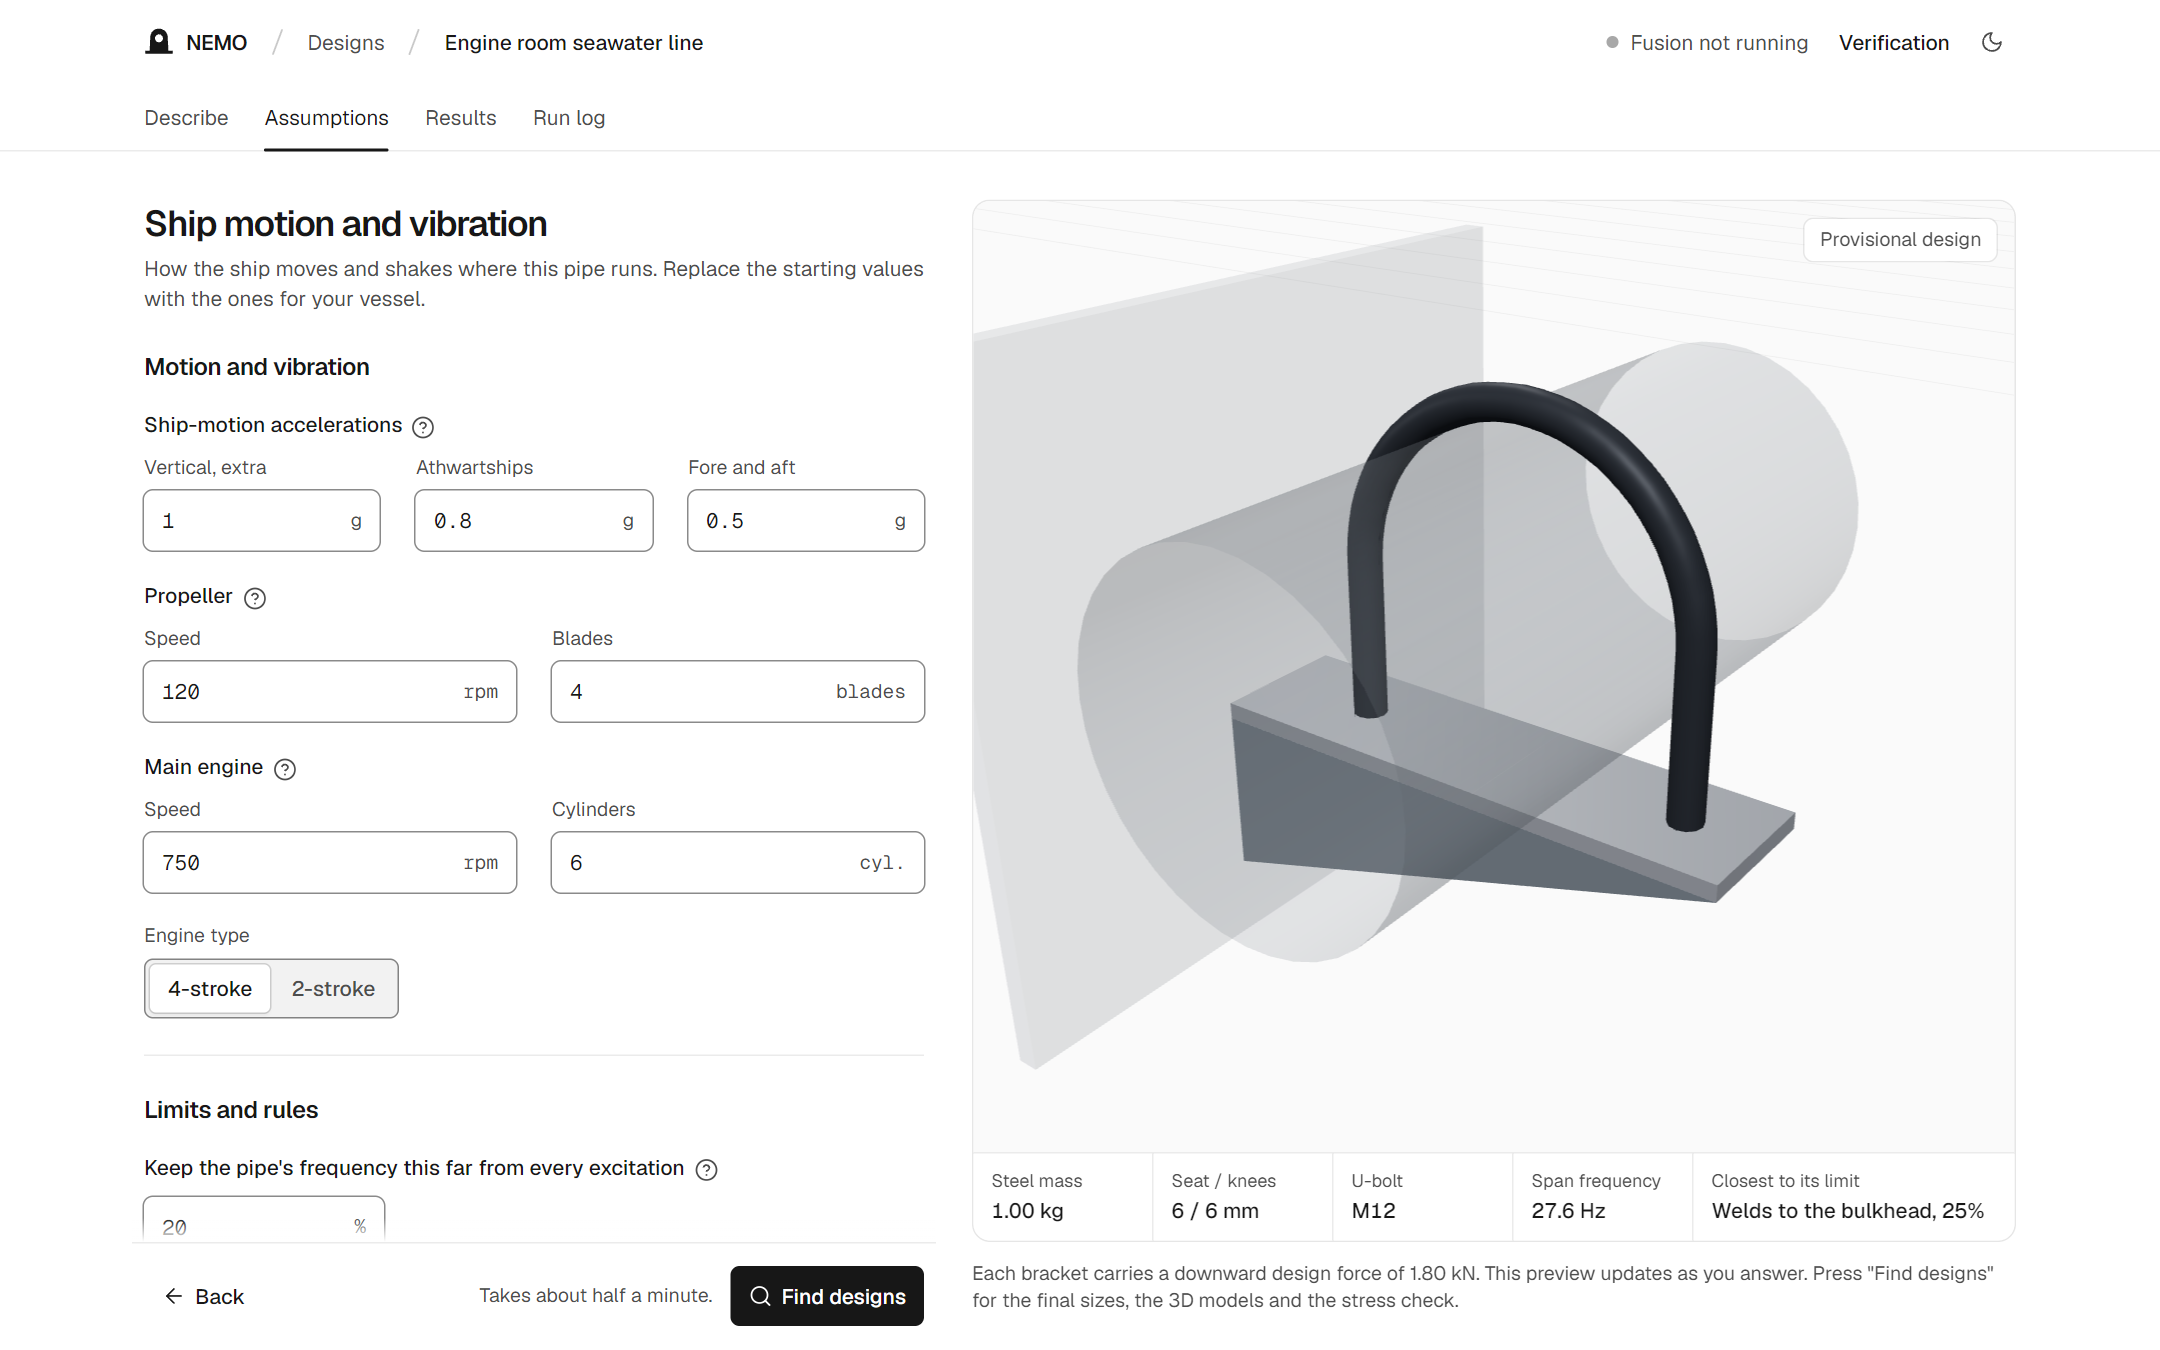 NEMO / Designs / Engine room seawater line
Fusion not running Verification
Describe Assumptions Results Run log
Ship motion and vibration
How the ship moves and shakes where this pipe runs. Replace the starting values
with the ones for your vessel.
Motion and vibration
Ship-motion accelerations ?
Vertical, extra Athwartships Fore and aft
1 g 0.8 g 0.5 g
Propeller ?
Speed Blades
120 rpm 4 blades
Main engine ?
Speed Cylinders
750 rpm 6 cyl.
Engine type
4-stroke 2-stroke
Limits and rules
Keep the pipe's frequency this far from every excitation ?
20 %
Back Takes about half a minute. Find designs
Provisional design
Steel mass Seat / knees U-bolt Span frequency Closest to its limit
1.00 kg 6 / 6 mm M12 27.6 Hz Welds to the bulkhead, 25%
Each bracket carries a downward design force of 1.80 kN. This preview updates as you answer. Press "Find designs"
for the final sizes, the 3D models and the stress check.